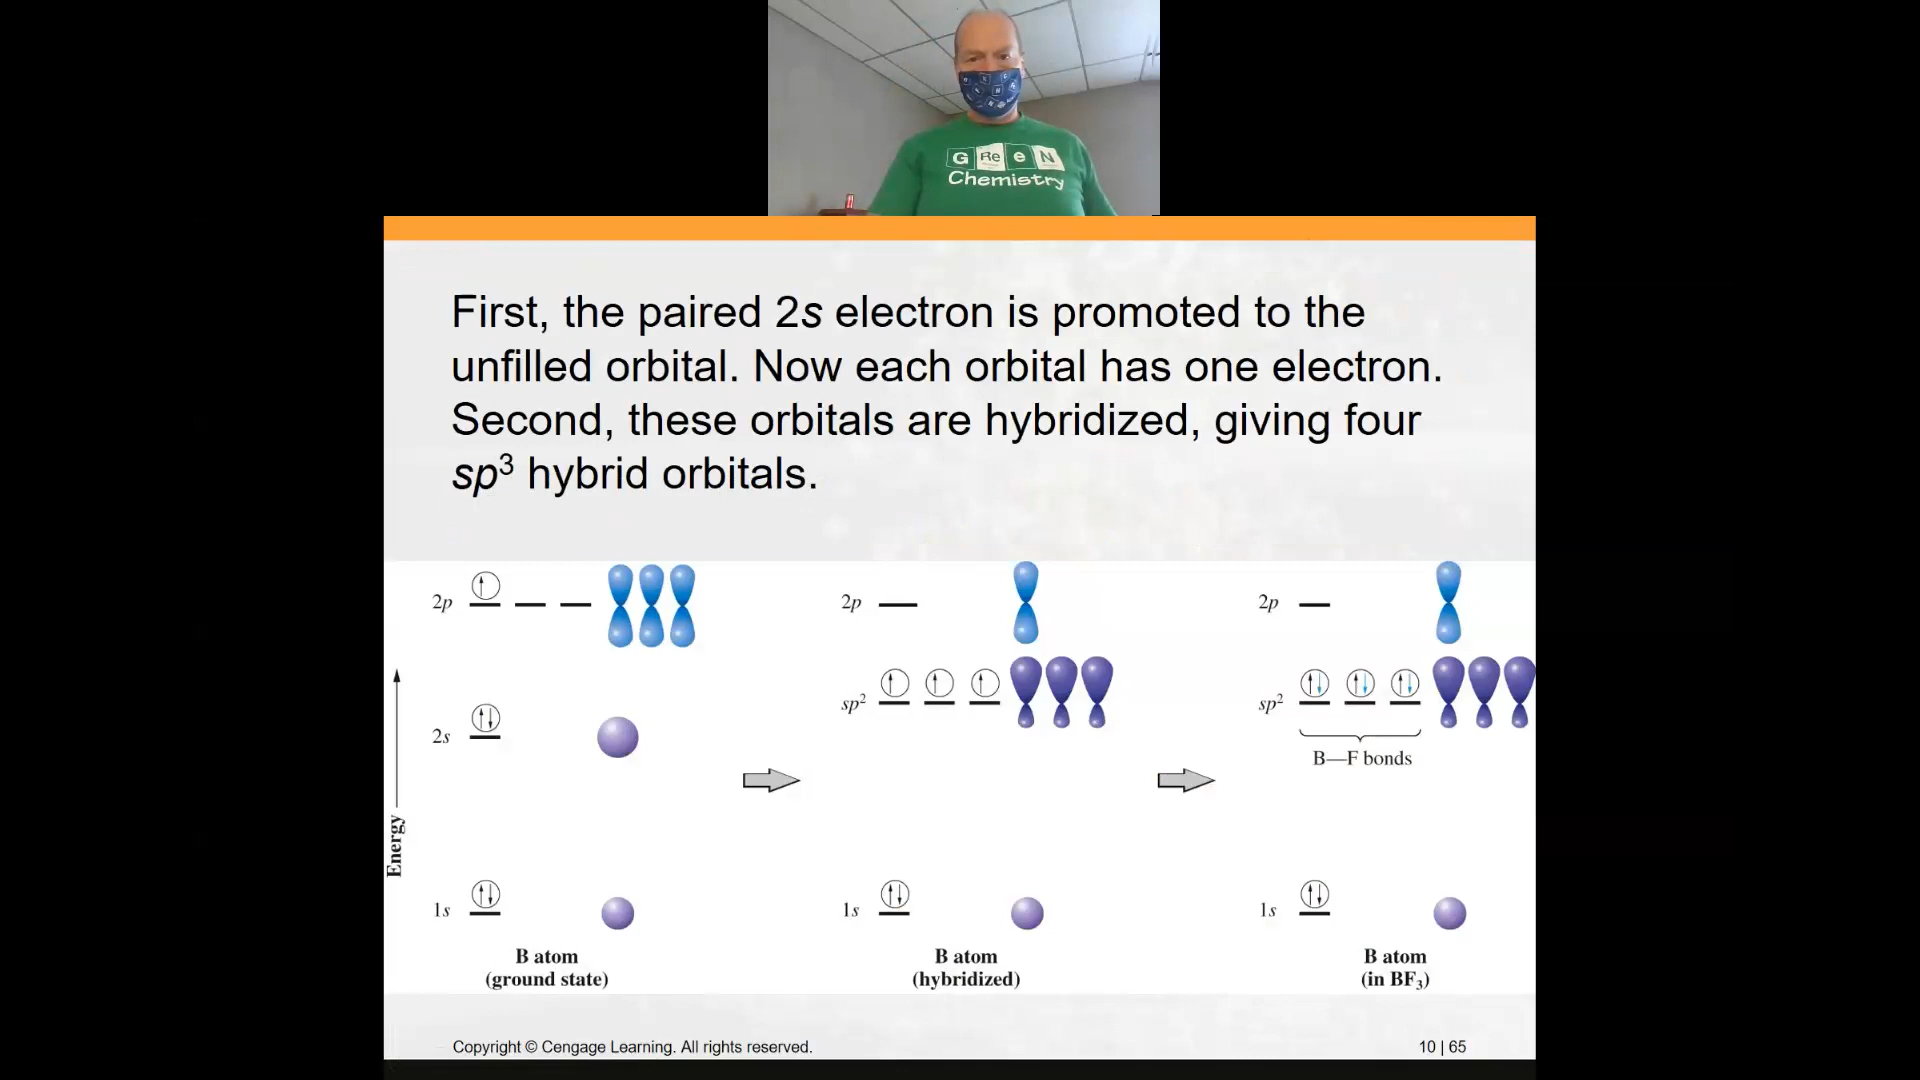 G Re e N
Chemistry
First, the paired 2s electron is promoted to the
unfilled orbital. Now each orbital has one electron.
Second, these orbitals are hybridized, giving four
sp³ hybrid orbitals.
2p
2p
2p
sp²
sp²
2s
B—F bonds
Energy
1s
1s
1s
B atom
(ground state)
B atom
(hybridized)
B atom
(in BF₃)
Copyright © Cengage Learning. All rights reserved.
10 | 65